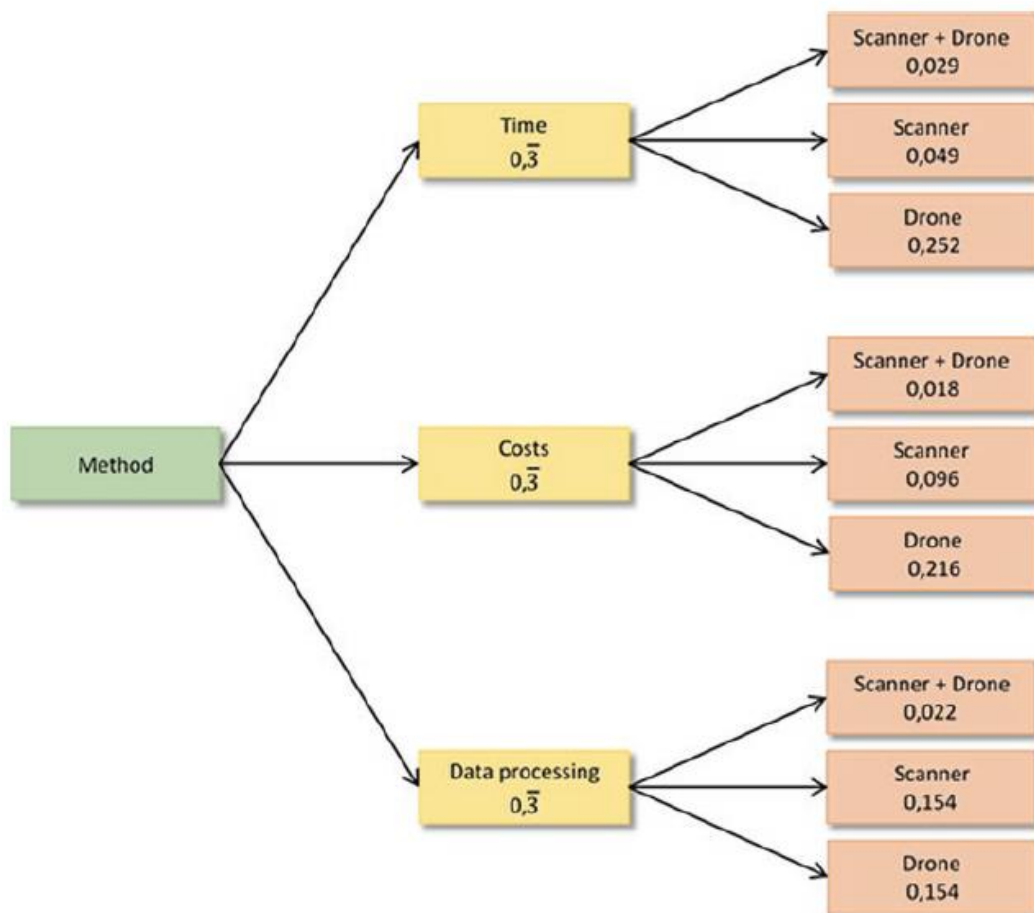 Method
Time
0,3̅
Costs
0,3̅
Data processing
0,3̅
Scanner + Drone
0,029
Scanner
0,049
Drone
0,252
Scanner + Drone
0,018
Scanner
0,096
Drone
0,216
Scanner + Drone
0,022
Scanner
0,154
Drone
0,154